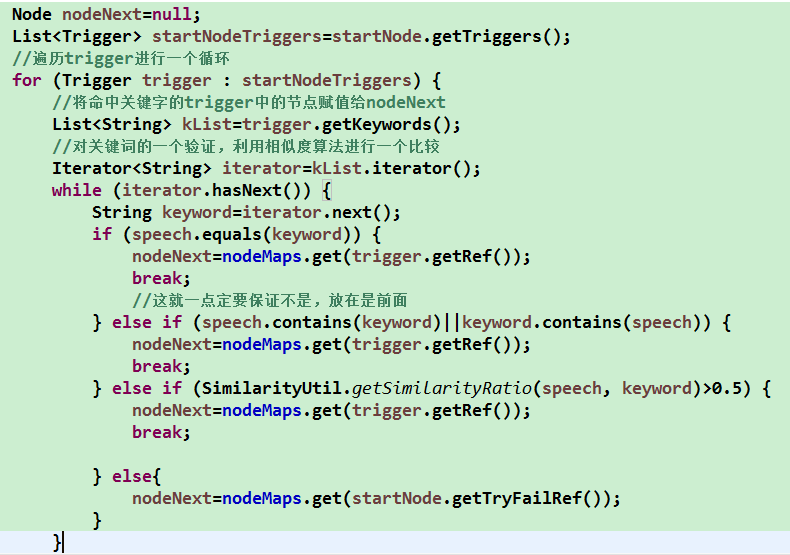 Node nodeNext=null;
List<Trigger> startNodeTriggers=startNode.getTriggers();
//遍历trigger进行一个循环
for (Trigger trigger : startNodeTriggers) {
//将命中关键字的trigger中的节点赋值给nodeNext
List<String> kList=trigger.getKeywords();
//对关键词的一个验证，利用相似度算法进行一个比较
Iterator<String> iterator=kList.iterator();
while (iterator.hasNext()) {
String keyword=iterator.next();
if (speech.equals(keyword)) {
nodeNext=nodeMaps.get(trigger.getRef());
break;
//这就一点定要保证不是，放在是前面
} else if (speech.contains(keyword)||keyword.contains(speech)) {
nodeNext=nodeMaps.get(trigger.getRef());
break;
} else if (SimilarityUtil.getSimilarityRatio(speech, keyword)>0.5) {
nodeNext=nodeMaps.get(trigger.getRef());
break;
} else{
nodeNext=nodeMaps.get(startNode.getTryFailRef());
}
}